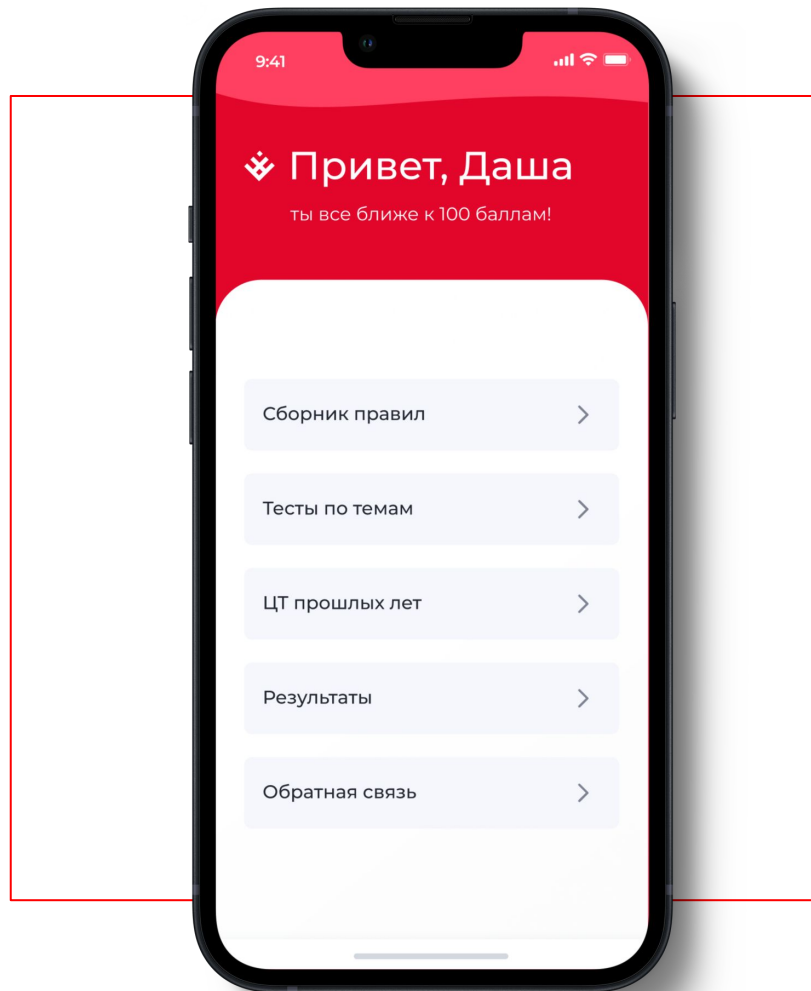 9:41
Привет, Даша
ты все ближе к 100 баллам!
Сборник правил
Тесты по темам
ЦТ прошлых лет
Результаты
Обратная связь